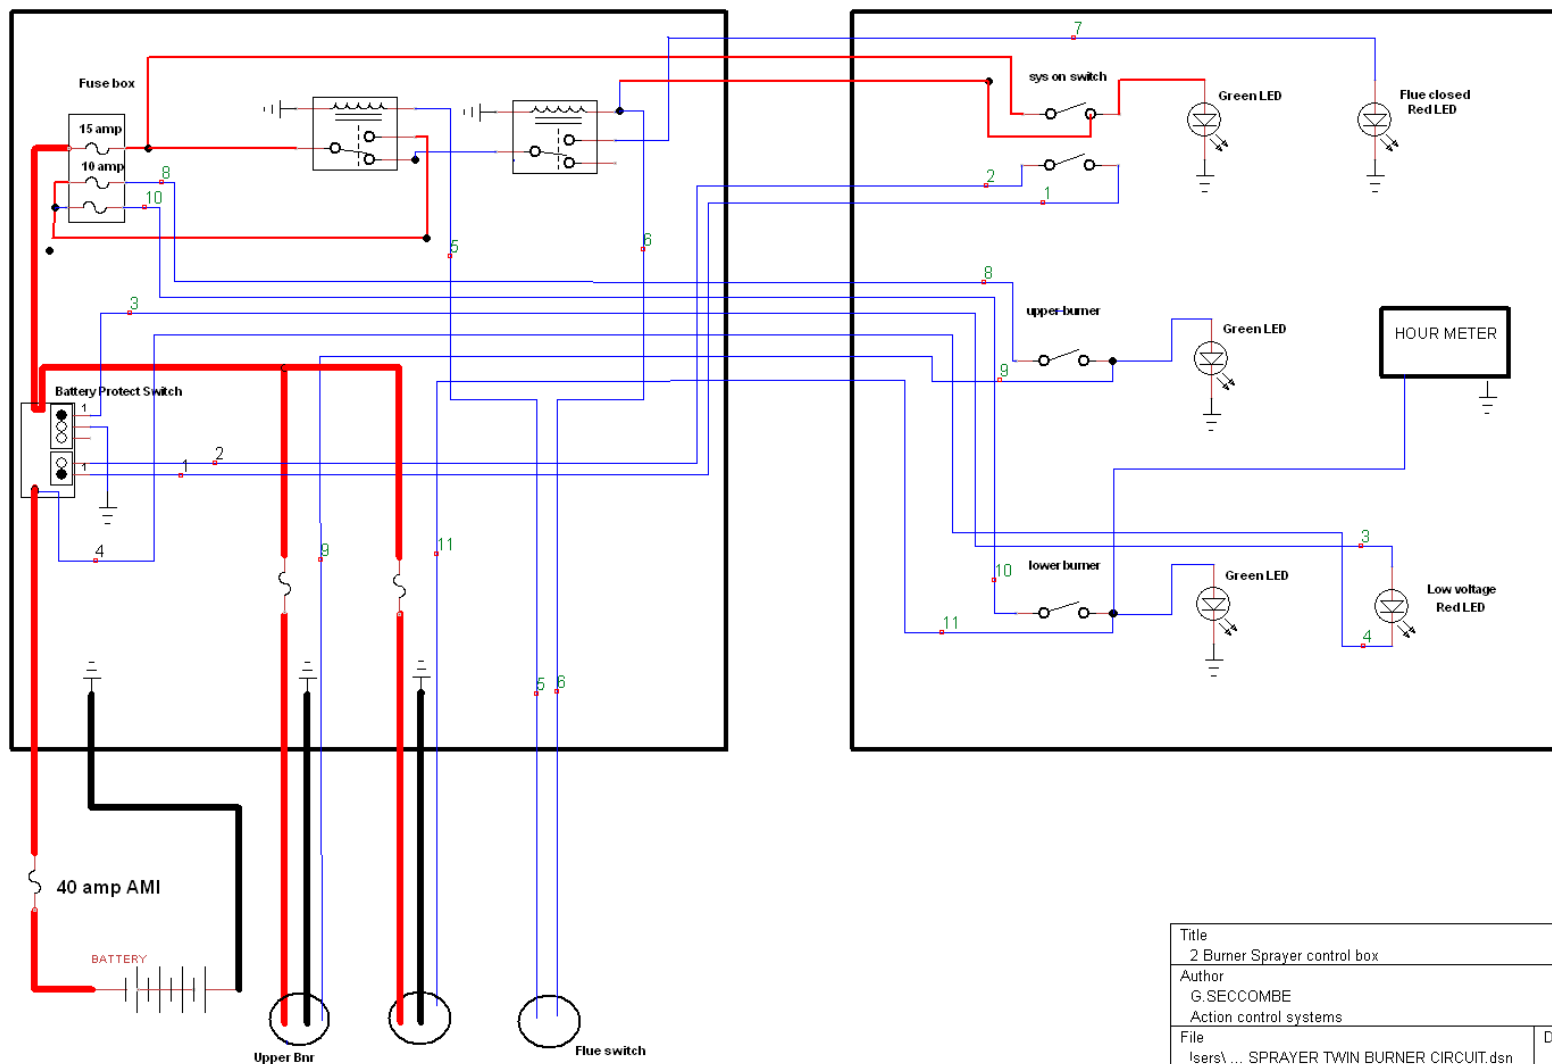 7
Fuse box
sys on switch
Green LED
Flue closed
Red LED
15 amp
10 amp
8
10
2
1
5
6
8
3
upper burner
Green LED
HOUR METER
9
Battery Protect Switch
1
2
1
1
4
9
11
3
10
lower burner
Green LED
Low voltage
Red LED
11
4
5
6
40 amp AMI
BATTERY
Upper Bnr
Flue switch
Title
2 Burner Sprayer control box
Author
G.SECCOMBE
Action control systems
File
D
!sers\ ... SPRAYER TWIN BURNER CIRCUIT.dsn